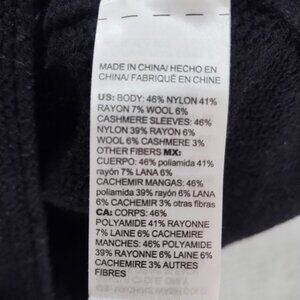 MADE IN CHINA/ HECHO EN
CHINA/ FABRIQUÉ EN CHINE
US: BODY: 46% NYLON 41%
RAYON 7% WOOL 6%
CASHMERE SLEEVES: 46%
NYLON 39% RAYON 6%
WOOL 6% CASHMERE 3%
OTHER FIBERS MX:
CUERPO: 46% poliamida 41%
rayón 7% LANA 6%
CACHEMIR MANGAS: 46%
poliamida 39% rayón 6% LANA
6% CACHEMIR 3% otras fibras
CA: CORPS: 46%
POLYAMIDE 41% RAYONNE
7% LAINE 6% CACHEMIRE
MANCHES: 46% POLYAMIDE
39% RAYONNE 6% LAINE 6%
CACHEMIRE 3% AUTRES
FIBRES